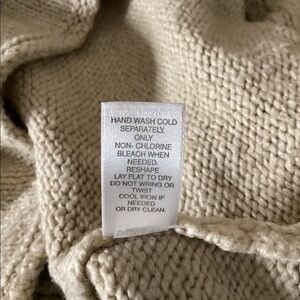 HAND WASH COLD
SEPARATELY.
ONLY
NON- CHLORINE
BLEACH WHEN
NEEDED.
RESHAPE
LAY FLAT TO DRY
DO NOT WRING OR
TWIST
COOL IRON IF
NEEDED
OR DRY CLEAN.